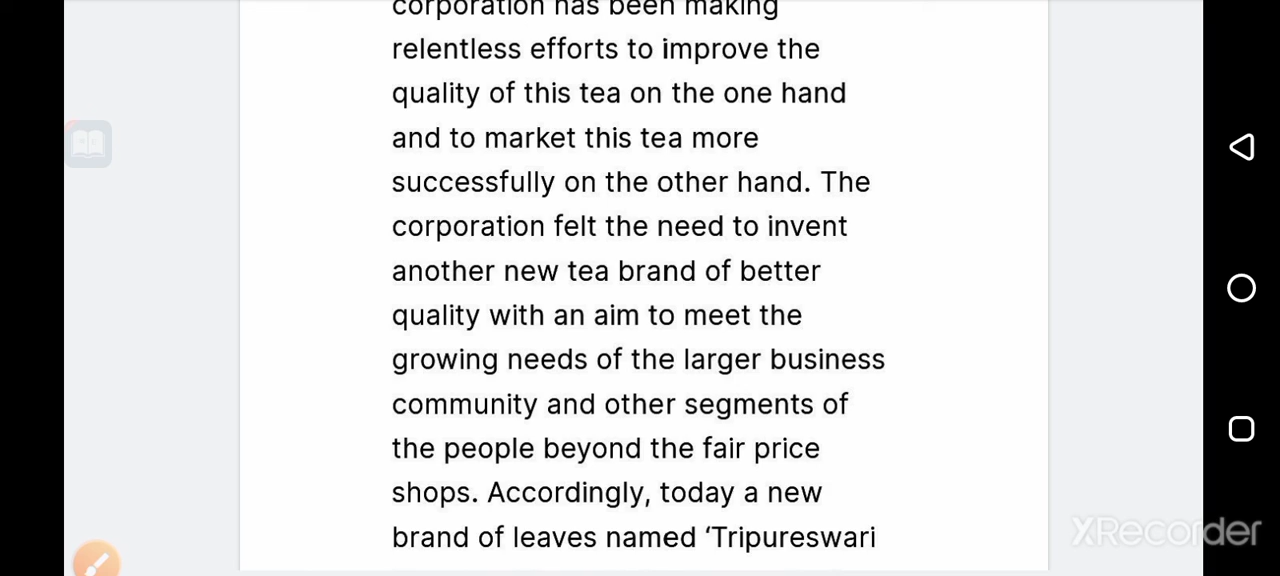 corporation has been making
relentless efforts to improve the
quality of this tea on the one hand
and to market this tea more
successfully on the other hand. The
corporation felt the need to invent
another new tea brand of better
quality with an aim to meet the
growing needs of the larger business
community and other segments of
the people beyond the fair price
shops. Accordingly, today a new
brand of leaves named ‘Tripureswari
XRecorder